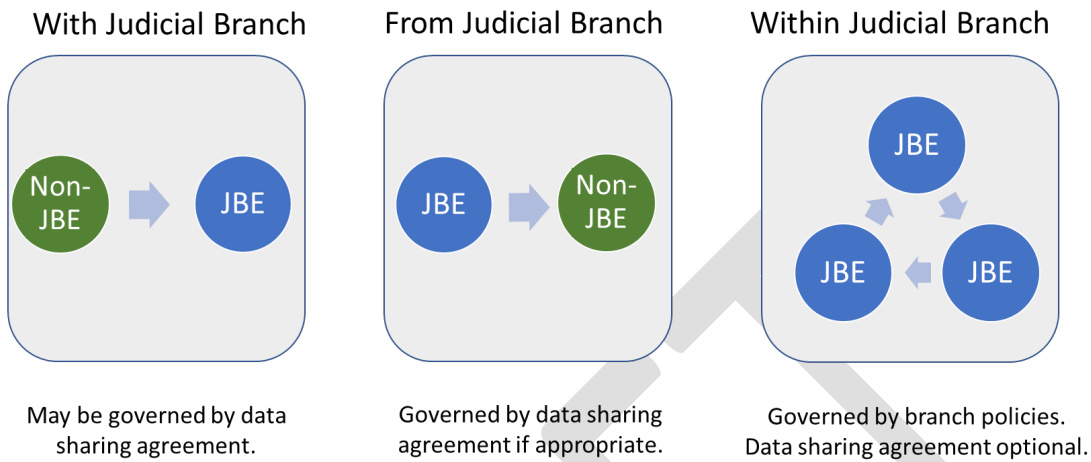 With Judicial Branch
Non-
JBE
JBE
May be governed by data
sharing agreement.
From Judicial Branch
JBE
Non-
JBE
Governed by data sharing
agreement if appropriate.
Within Judicial Branch
JBE
JBE
JBE
Governed by branch policies.
Data sharing agreement optional.